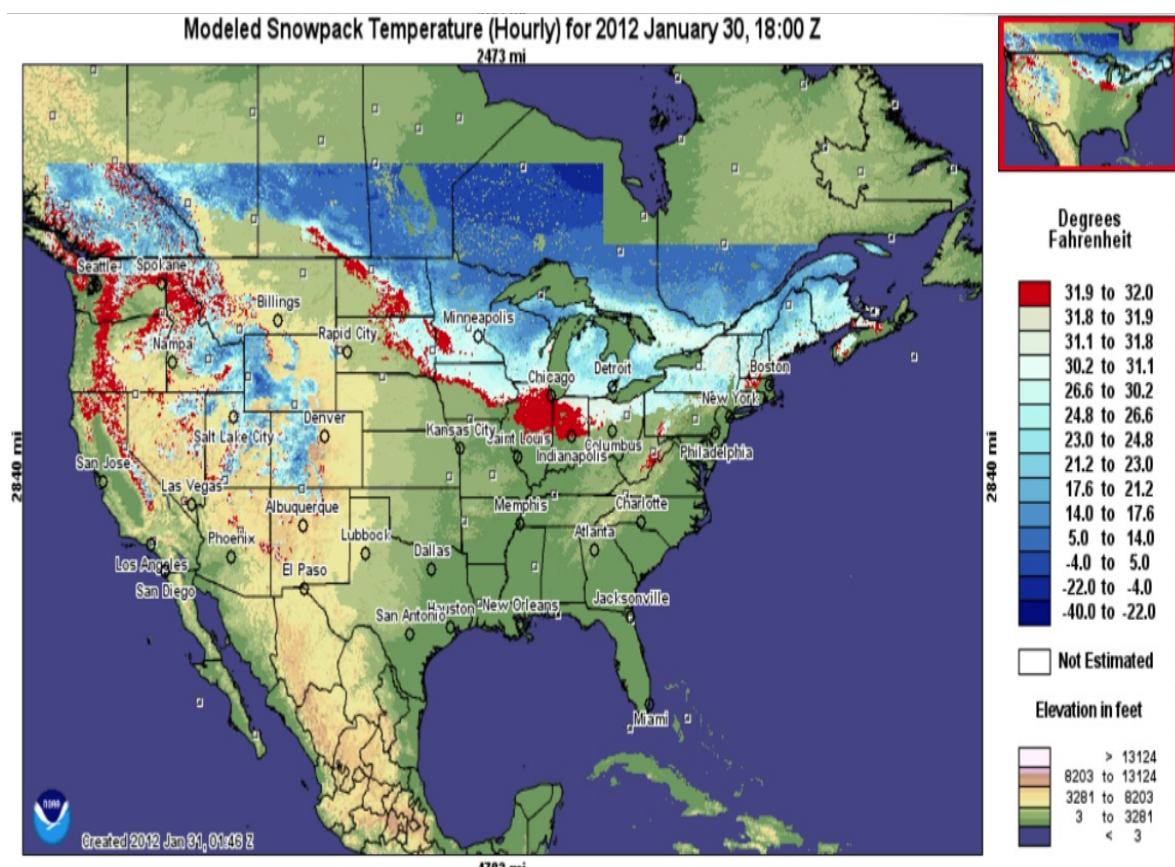 Modeled Snowpack Temperature (Hourly) for 2012 January 30, 18:00 Z
2473 mi
2840 mi
2840 mi
Seattle
Spokane
Billings
Minneapolis
Rapid City
Nampa
Boston
Detroit
Chicago
New York
Salt Lake City
Denver
Kansas City
Saint Louis
Columbus
Indianapolis
Philadelphia
San Jose
Las Vegas
Albuquerque
Memphis
Charlotte
Phoenix
Lubbock
Atlanta
Dallas
Los Angeles
El Paso
San Diego
Jacksonville
San Antonio
Houston
New Orleans
Miami
NOAA
Created 2012 Jan 31, 01:46 Z
Degrees
Fahrenheit
31.9 to 32.0
31.8 to 31.9
31.1 to 31.8
30.2 to 31.1
26.6 to 30.2
24.8 to 26.6
23.0 to 24.8
21.2 to 23.0
17.6 to 21.2
14.0 to 17.6
5.0 to 14.0
-4.0 to 5.0
-22.0 to -4.0
-40.0 to -22.0
Not Estimated
Elevation in feet
> 13124
8203 to 13124
3281 to 8203
3 to 3281
< 3